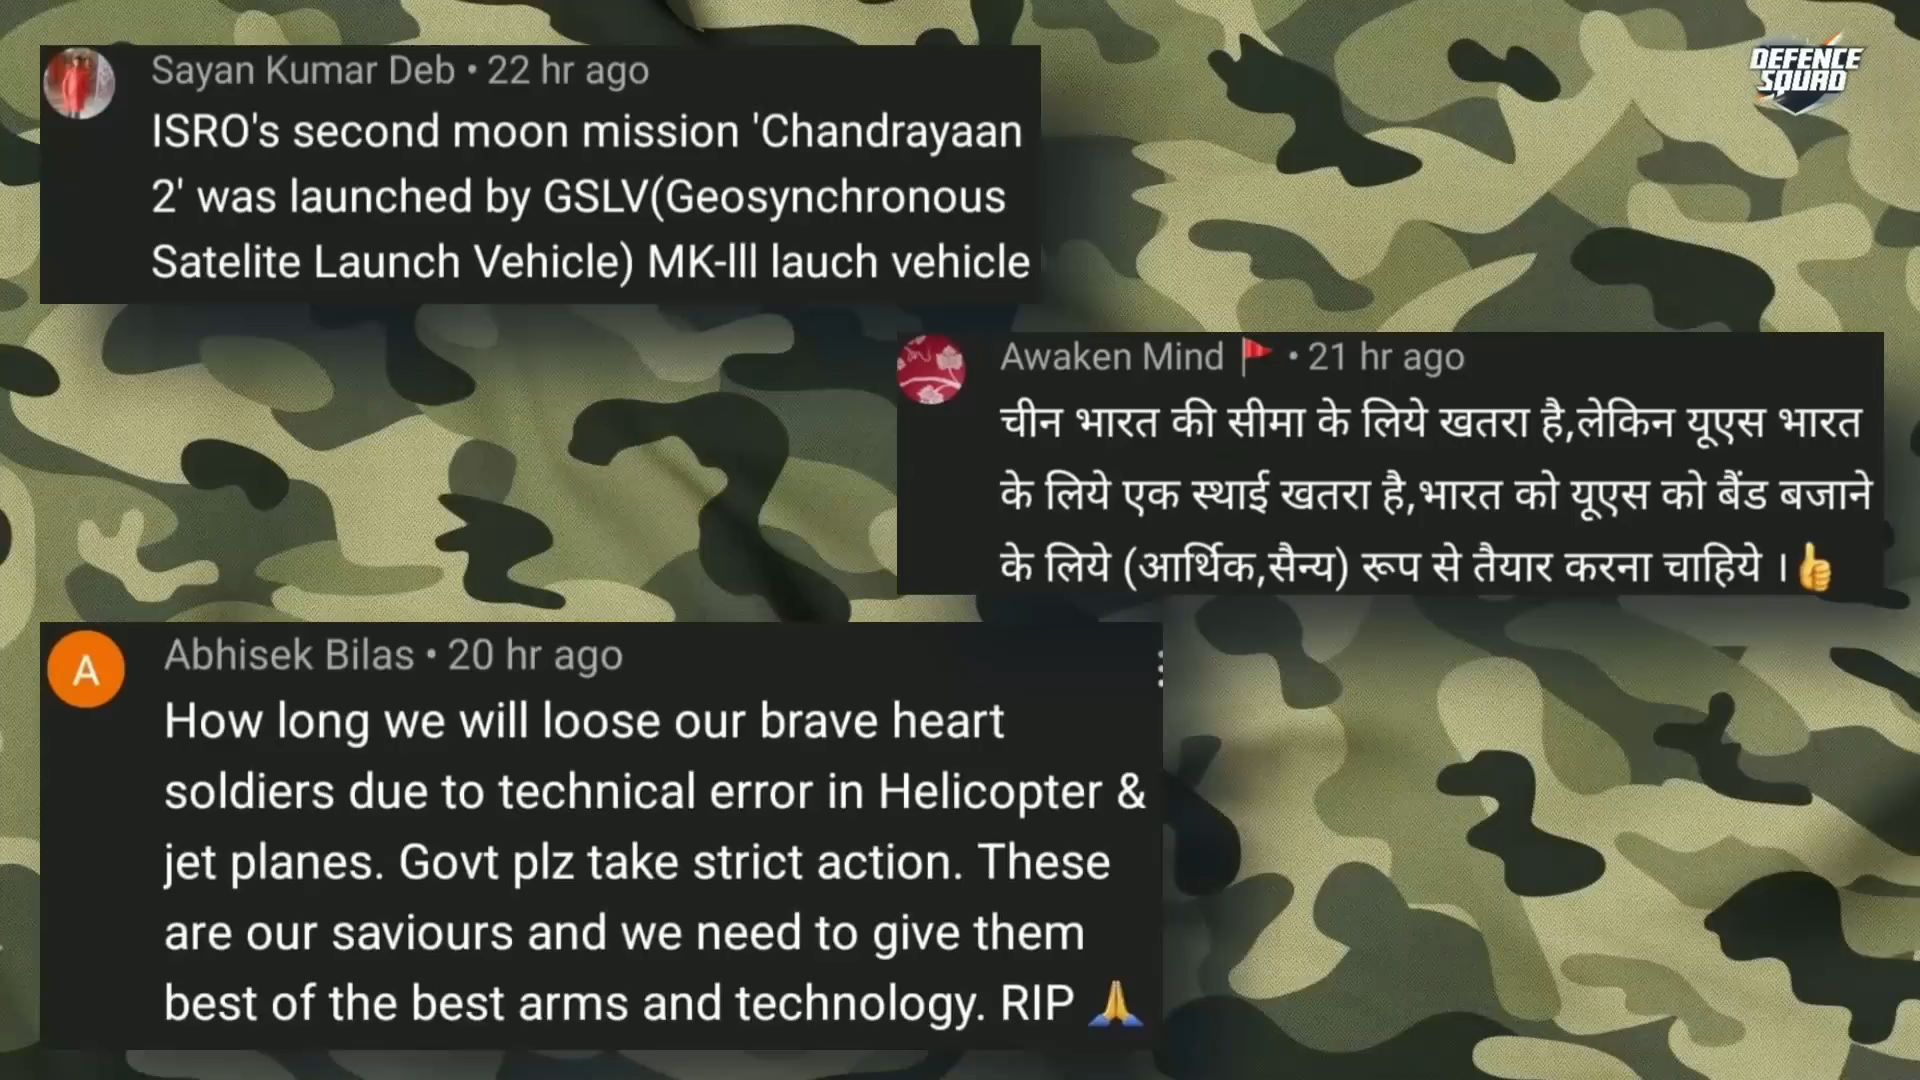 DEFENCE
SQUAD
Sayan Kumar Deb • 22 hr ago
ISRO's second moon mission 'Chandrayaan
2' was launched by GSLV(Geosynchronous
Satelite Launch Vehicle) MK-lll lauch vehicle
Awaken Mind 🚩 • 21 hr ago
चीन भारत की सीमा के लिये खतरा है,लेकिन यूएस भारत
के लिये एक स्थाई खतरा है,भारत को यूएस को बैंड बजाने
के लिये (आर्थिक,सैन्य) रूप से तैयार करना चाहिये ।👍
A
Abhisek Bilas • 20 hr ago
How long we will loose our brave heart
soldiers due to technical error in Helicopter &
jet planes. Govt plz take strict action. These
are our saviours and we need to give them
best of the best arms and technology. RIP 🙏